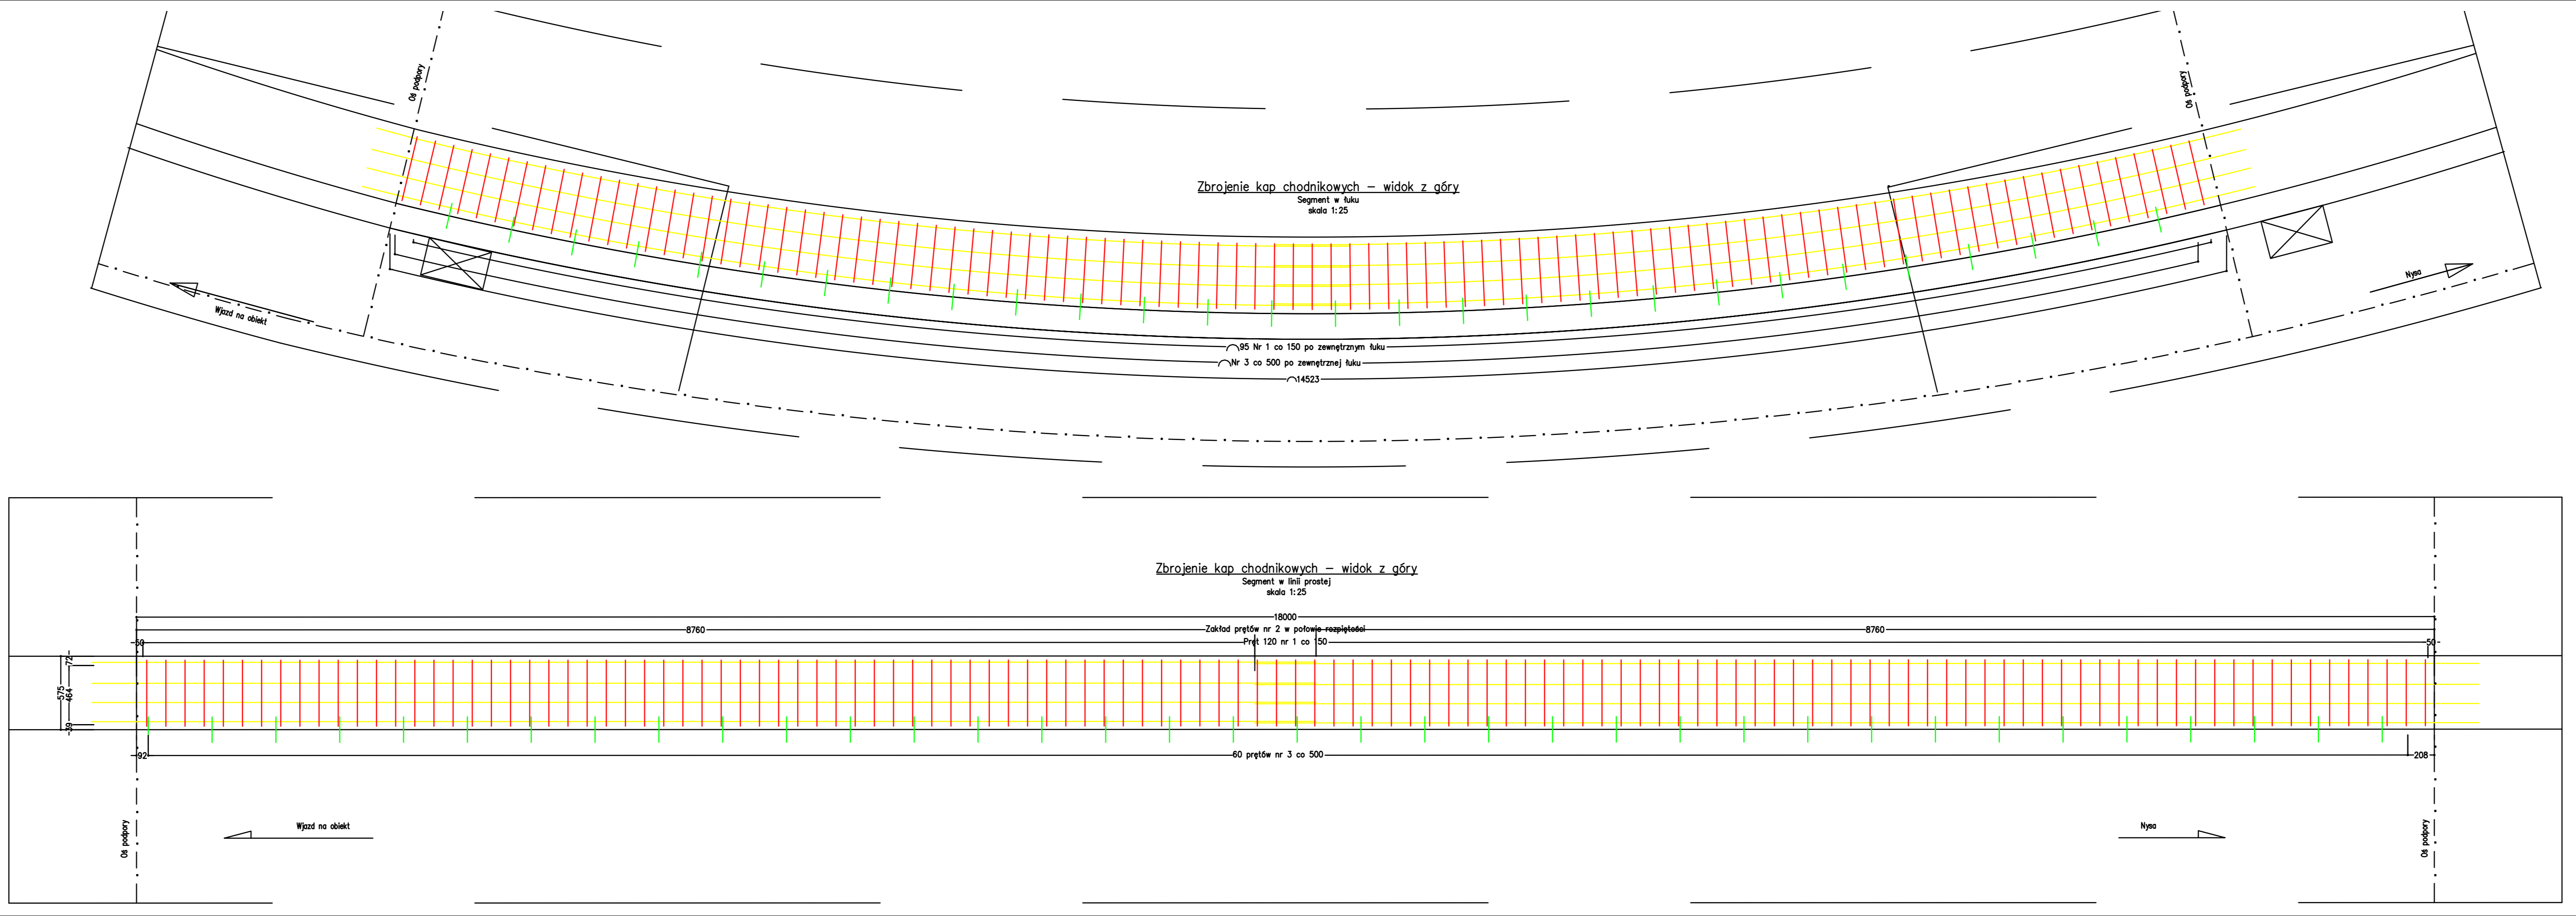 Oś podpory
Oś podpory
Zbrojenie kap chodnikowych – widok z góry
Segment w łuku
skala 1:25
Wjazd na obiekt
Nysa
95 Nr 1 co 150 po zewnętrznym łuku
Nr 3 co 500 po zewnętrznej łuku
14523
Zbrojenie kap chodnikowych – widok z góry
Segment w linii prostej
skala 1:25
18000
8760
Zakład prętów nr 2 w połowie rozpiętości
8760
50
Pręt 120 nr 1 co 150
50
72
575
464
39
92
60 prętów nr 3 co 500
208
Wjazd na obiekt
Nysa
Oś podpory
Oś podpory